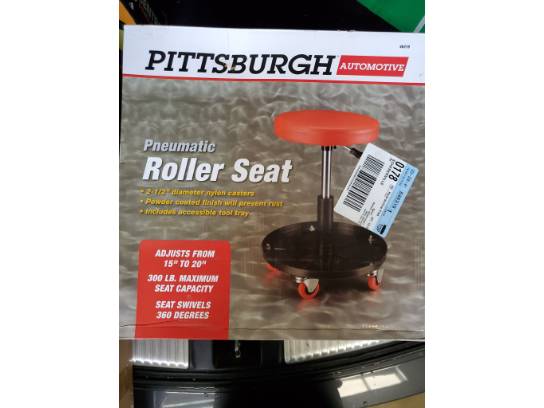 PITTSBURGH AUTOMOTIVE
Pneumatic
Roller Seat
• 2-1/2" diameter nylon casters
• Powder coated finish will prevent rust
• Includes accessible tool tray
0178
ADJUSTS FROM
15" TO 20"
300 LB. MAXIMUM
SEAT CAPACITY
SEAT SWIVELS
360 DEGREES